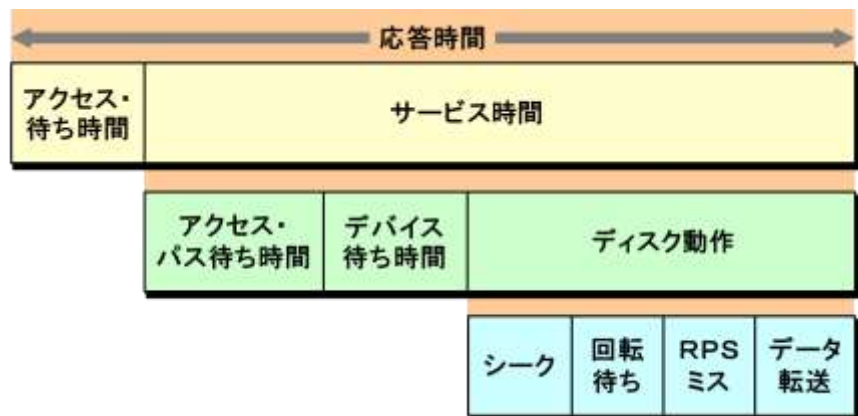 応答時間
アクセス・
待ち時間
サービス時間
アクセス・
パス待ち時間
デバイス
待ち時間
ディスク動作
シーク
回転
待ち
RPS
ミス
データ
転送